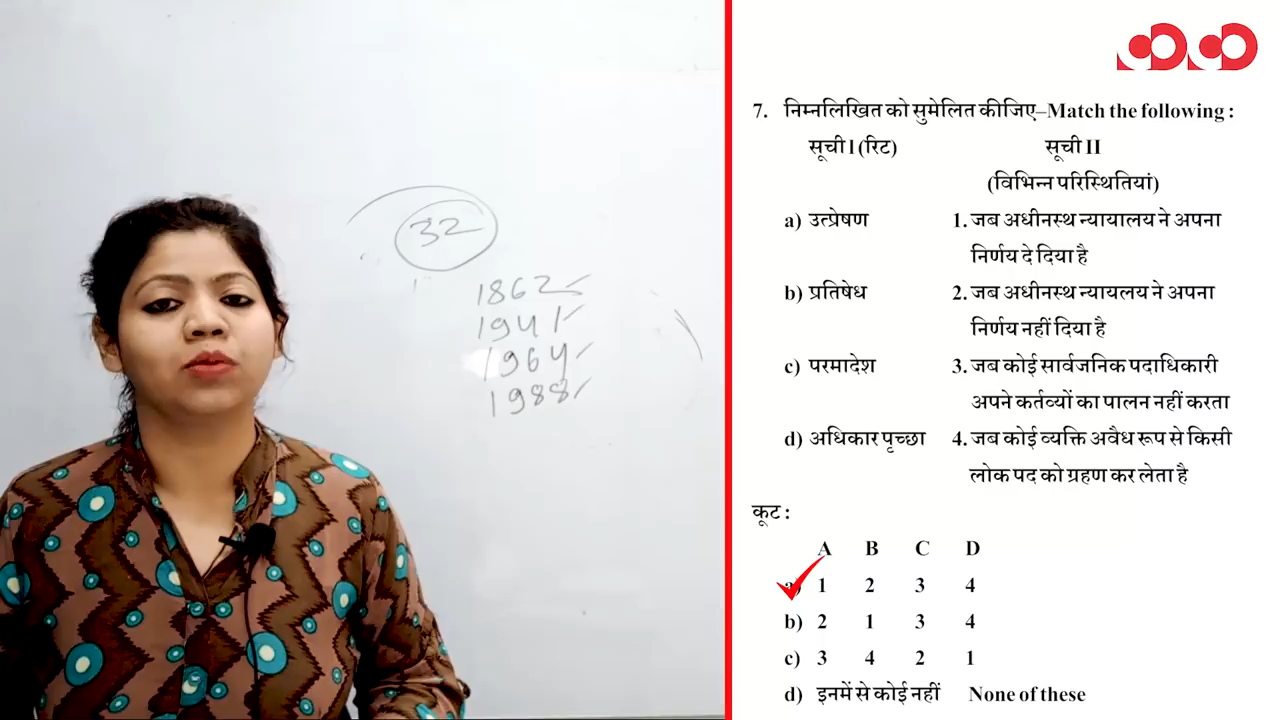 32
1862
1941
1964
1988
7. निम्नलिखित को सुमेलित कीजिए–Match the following :
सूची I (रिट) सूची II
(विभिन्न परिस्थितियां)
a) उत्प्रेषण 1. जब अधीनस्थ न्यायालय ने अपना
निर्णय दे दिया है
b) प्रतिषेध 2. जब अधीनस्थ न्यायलय ने अपना
निर्णय नहीं दिया है
c) परमादेश 3. जब कोई सार्वजनिक पदाधिकारी
अपने कर्तव्यों का पालन नहीं करता
d) अधिकार पृच्छा 4. जब कोई व्यक्ति अवैध रूप से किसी
लोक पद को ग्रहण कर लेता है
कूट :
A B C D
a) 1 2 3 4
b) 2 1 3 4
c) 3 4 2 1
d) इनमें से कोई नहीं None of these